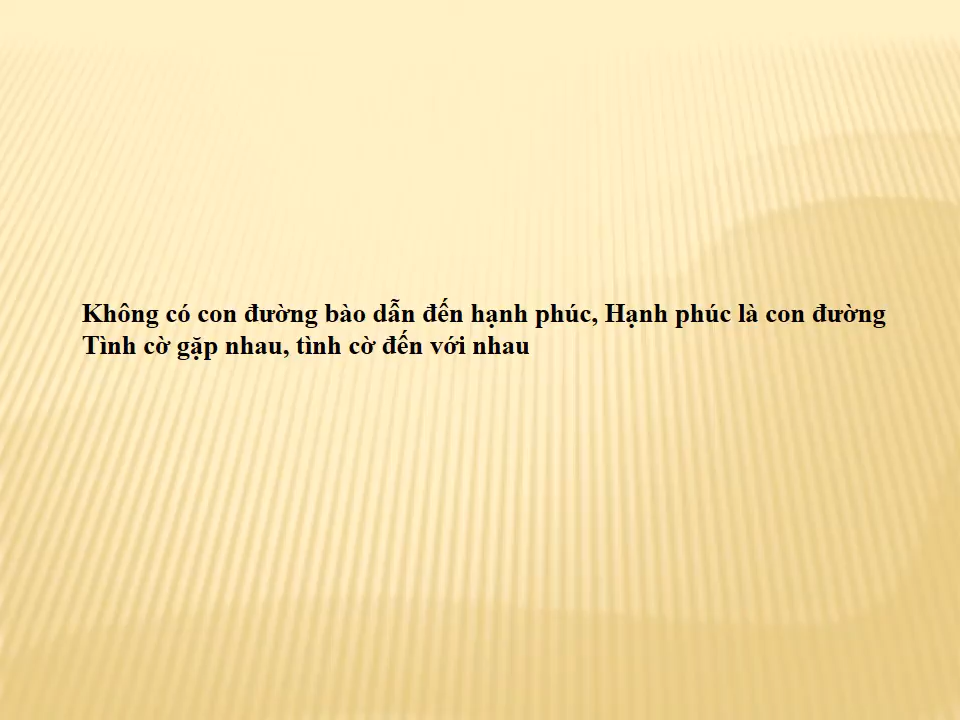 Không có con đường bào dẫn đến hạnh phúc, Hạnh phúc là con đường
Tình cờ gặp nhau, tình cờ đến với nhau